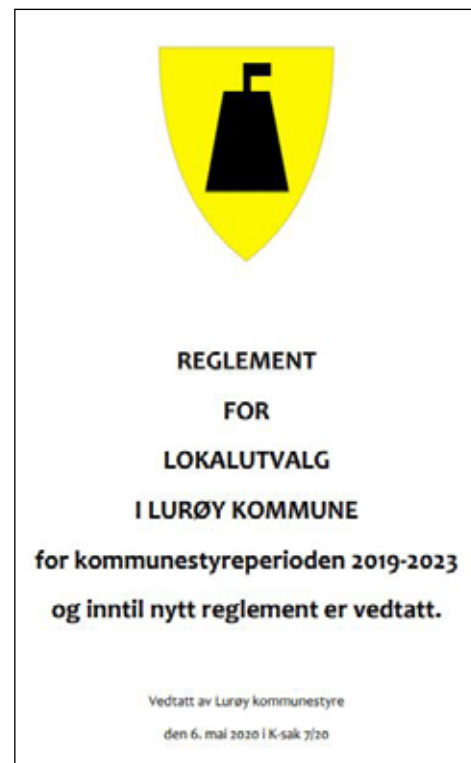 REGLEMENT
FOR
LOKALUTVALG
I LURØY KOMMUNE
for kommunestyreperioden 2019-2023
og inntil nytt reglement er vedtatt.
Vedtatt av Lurøy kommunestyre
den 6. mai 2020 i K-sak 7/20